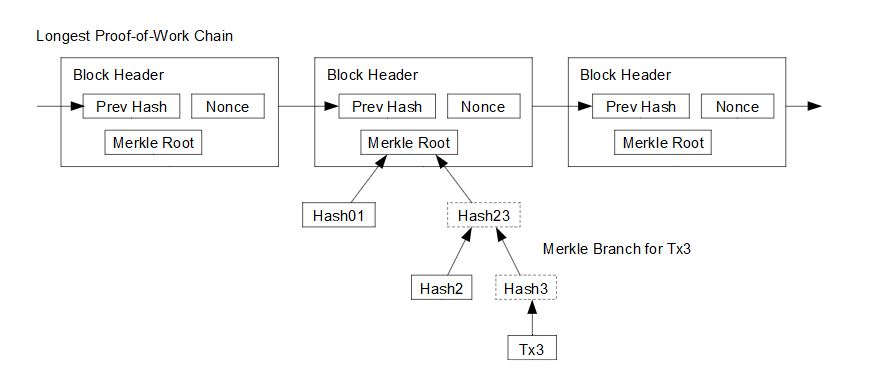 Longest Proof-of-Work Chain
Block Header
Prev Hash
Nonce
Merkle Root
Block Header
Prev Hash
Nonce
Merkle Root
Block Header
Prev Hash
Nonce
Merkle Root
Hash01
Hash23
Merkle Branch for Tx3
Hash2
Hash3
Tx3